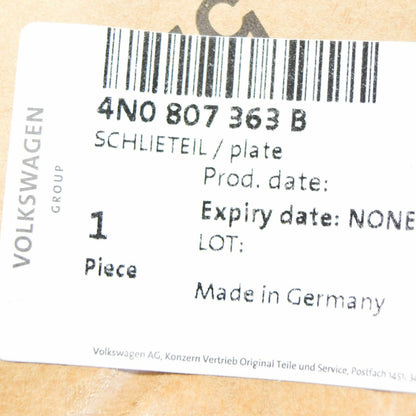 4N0 807 363 B
SCHLIETEIL / plate
Prod. date:
Expiry date: NONE
LOT:
1
Piece
Made in Germany
VOLKSWAGEN
GROUP
Volkswagen AG, Konzern Vertrieb Original Teile und Service, Postfach 1451, 34